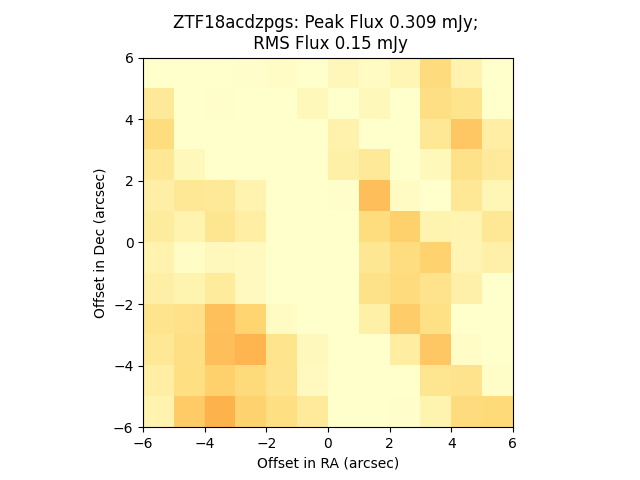 ZTF18acdzpgs: Peak Flux 0.309 mJy;
RMS Flux 0.15 mJy
6
4
2
0
−2
−4
−6
Offset in Dec (arcsec)
−6 −4 −2 0 2 4 6
Offset in RA (arcsec)